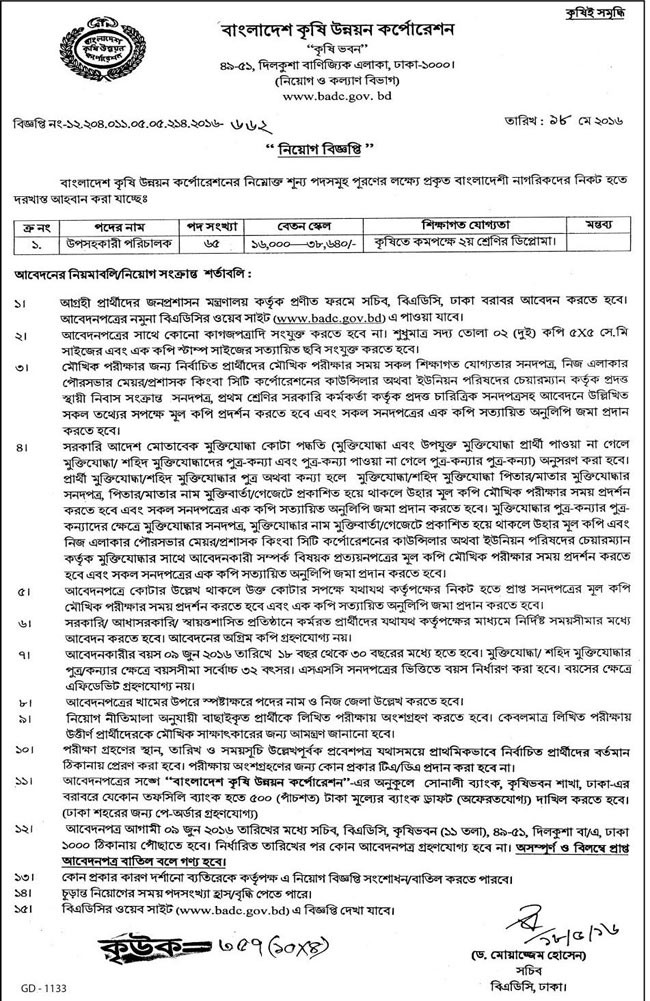 কৃষিই সমৃদ্ধি
বাংলাদেশ কৃষি উন্নয়ন কর্পোরেশন
বাংলাদেশ কৃষি উন্নয়ন কর্পোরেশন
"কৃষি ভবন"
৪৯-৫১, দিলকুশা বাণিজ্যিক এলাকা, ঢাকা-১০০০।
(নিয়োগ ও কল্যাণ বিভাগ)
www.badc.gov. bd
বিজ্ঞপ্তি নং-১২.২০৪.০১১.০৫.০৫.২১৪.২০১৬- ৬৬২
তারিখ : ১৮ মে ২০১৬
" নিয়োগ বিজ্ঞপ্তি "
বাংলাদেশ কৃষি উন্নয়ন কর্পোরেশনের নিম্নোক্ত শূন্য পদসমূহ পূরণের লক্ষ্যে প্রকৃত বাংলাদেশী নাগরিকদের নিকট হতে
দরখাস্ত আহবান করা যাচ্ছেঃ
ক্র নং পদের নাম পদ সংখ্যা বেতন স্কেল শিক্ষাগত যোগ্যতা মন্তব্য
১. উপসহকারী পরিচালক ৬৫ ১৬,০০০—৩৮,৬৪০/- কৃষিতে কমপক্ষে ২য় শ্রেণির ডিপ্লোমা।
আবেদনের নিয়মাবলি/নিয়োগ সংক্রান্ত শর্তাবলি :
১। আগ্রহী প্রার্থীদের জনপ্রশাসন মন্ত্রণালয় কর্তৃক প্রণীত ফরমে সচিব, বিএডিসি, ঢাকা বরাবর আবেদন করতে হবে।
আবেদনপত্রের নমুনা বিএডিসির ওয়েব সাইট (www.badc.gov.bd) এ পাওয়া যাবে।
২। আবেদনপত্রের সাথে কোনো কাগজপত্রাদি সংযুক্ত করতে হবে না। শুধুমাত্র সদ্য তোলা ০২ (দুই) কপি ৫X৫ সে.মি
সাইজের এবং এক কপি স্টাম্প সাইজের সত্যায়িত ছবি সংযুক্ত করতে হবে।
৩। মৌখিক পরীক্ষার জন্য নির্বাচিত প্রার্থীদের মৌখিক পরীক্ষার সময় সকল শিক্ষাগত যোগ্যতার সনদপত্র, নিজ এলাকার
পৌরসভার মেয়র/প্রশাসক কিংবা সিটি কর্পোরেশনের কাউন্সিলার অথবা ইউনিয়ন পরিষদের চেয়ারম্যান কর্তৃক প্রদত্ত
স্থায়ী নিবাস সংক্রান্ত সনদপত্র, প্রথম শ্রেণির সরকারি কর্মকর্তা কর্তৃক প্রদত্ত চারিত্রিক সনদপত্রসহ আবেদনে উল্লিখিত
সকল তথ্যের সপক্ষে মূল কপি প্রদর্শন করতে হবে এবং সকল সনদপত্রের এক কপি সত্যায়িত অনুলিপি জমা প্রদান
করতে হবে।
৪। সরকারি আদেশ মোতাবেক মুক্তিযোদ্ধা কোটা পদ্ধতি (মুক্তিযোদ্ধা এবং উপযুক্ত মুক্তিযোদ্ধা প্রার্থী পাওয়া না গেলে
মুক্তিযোদ্ধা/ শহিদ মুক্তিযোদ্ধাদের পুত্র-কন্যা এবং পুত্র-কন্যা পাওয়া না গেলে পুত্র-কন্যার পুত্র-কন্যা) অনুসরণ করা হবে।
প্রার্থী মুক্তিযোদ্ধা/শহিদ মুক্তিযোদ্ধার পুত্র অথবা কন্যা হলে মুক্তিযোদ্ধা/শহিদ মুক্তিযোদ্ধা পিতার/মাতার মুক্তিযোদ্ধার
সনদপত্র, পিতার/মাতার নাম মুক্তিবার্তা/গেজেটে প্রকাশিত হয়ে থাকলে উহার মূল কপি মৌখিক পরীক্ষার সময় প্রদর্শন
করতে হবে এবং সকল সনদপত্রের এক কপি সত্যায়িত অনুলিপি জমা প্রদান করতে হবে। মুক্তিযোদ্ধার পুত্র-কন্যার পুত্র-
কন্যাদের ক্ষেত্রে মুক্তিযোদ্ধার সনদপত্র, মুক্তিযোদ্ধার নাম মুক্তিবার্তা/গেজেটে প্রকাশিত হয়ে থাকলে উহার মূল কপি এবং
নিজ এলাকার পৌরসভার মেয়র/প্রশাসক কিংবা সিটি কর্পোরেশনের কাউন্সিলার অথবা ইউনিয়ন পরিষদের চেয়ারম্যান
কর্তৃক মুক্তিযোদ্ধার সাথে আবেদনকারী সম্পর্ক বিষয়ক প্রত্যয়নপত্রের মূল কপি মৌখিক পরীক্ষার সময় প্রদর্শন করতে
হবে এবং সকল সনদপত্রের এক কপি সত্যায়িত অনুলিপি জমা প্রদান করতে হবে।
৫। আবেদনপত্রে কোটার উল্লেখ থাকলে উক্ত কোটার সপক্ষে যথাযথ কর্তৃপক্ষের নিকট হতে প্রাপ্ত সনদপত্রের মূল কপি
মৌখিক পরীক্ষার সময় প্রদর্শন করতে হবে এবং এক কপি সত্যায়িত অনুলিপি জমা প্রদান করতে হবে।
৬। সরকারি/ আধাসরকারি/ স্বায়ত্তশাসিত প্রতিষ্ঠানে কর্মরত প্রার্থীদের যথাযথ কর্তৃপক্ষের মাধ্যমে নির্দিষ্ট সময়সীমার মধ্যে
আবেদন করতে হবে। আবেদনের অগ্রিম কপি গ্রহণযোগ্য নয়।
৭। আবেদনকারীর বয়স ০৯ জুন ২০১৬ তারিখে ১৮ বছর থেকে ৩০ বছরের মধ্যে হতে হবে। মুক্তিযোদ্ধা/ শহিদ মুক্তিযোদ্ধার
পুত্র/কন্যার ক্ষেত্রে বয়সসীমা সর্বোচ্চ ৩২ বৎসর। এসএসসি সনদপত্রের ভিত্তিতে বয়স নির্ধারণ করা হবে। বয়সের ক্ষেত্রে
এফিডেভিট গ্রহণযোগ্য নয়।
৮। আবেদনপত্রের খামের উপরে স্পষ্টাক্ষরে পদের নাম ও নিজ জেলা উল্লেখ করতে হবে।
৯। নিয়োগ নীতিমালা অনুযায়ী বাছাইকৃত প্রার্থীকে লিখিত পরীক্ষায় অংশগ্রহণ করতে হবে। কেবলমাত্র লিখিত পরীক্ষায়
উত্তীর্ণ প্রার্থীদেরকে মৌখিক সাক্ষাৎকারের জন্য আমন্ত্রণ জানানো হবে।
১০। পরীক্ষা গ্রহণের স্থান, তারিখ ও সময়সূচি উল্লেখপূর্বক প্রবেশপত্র যথাসময়ে প্রাথমিকভাবে নির্বাচিত প্রার্থীদের বর্তমান
ঠিকানায় প্রেরণ করা হবে। পরীক্ষায় অংশগ্রহণের জন্য কোন প্রকার টিএ/ডিএ প্রদান করা হবে না।
১১। আবেদনপত্রের সঙ্গে "বাংলাদেশ কৃষি উন্নয়ন কর্পোরেশন"-এর অনুকূলে সোনালী ব্যাংক, কৃষিভবন শাখা, ঢাকা-এর
বরাবরে যেকোন তফসিলি ব্যাংক হতে ৫০০ (পাঁচশত) টাকা মূল্যের ব্যাংক ড্রাফট (অফেরতযোগ্য) দাখিল করতে হবে।
(ঢাকা শহরের জন্য পে-অর্ডার গ্রহণযোগ্য)
১২। আবেদনপত্র আগামী ০৯ জুন ২০১৬ তারিখের মধ্যে সচিব, বিএডিসি, কৃষিভবন (১১ তলা), ৪৯-৫১, দিলকুশা বা/এ, ঢাকা
১০০০ ঠিকানায় পৌছাতে হবে। নির্ধারিত তারিখের পর কোন আবেদনপত্র গ্রহণযোগ্য হবে না। অসম্পূর্ণ ও বিলম্বে প্রাপ্ত
আবেদনপত্র বাতিল বলে গণ্য হবে।
১৩। কোন প্রকার কারণ দর্শানো ব্যতিরেকে কর্তৃপক্ষ এ নিয়োগ বিজ্ঞপ্তি সংশোধন/বাতিল করতে পারবে।
১৪। চূড়ান্ত নিয়োগের সময় পদসংখ্যা হ্রাস/বৃদ্ধি পেতে পারে।
১৫। বিএডিসির ওয়েব সাইট (www.badc.gov.bd) এ বিজ্ঞপ্তি দেখা যাবে।
কৃউক—৩৫৭(১০X৪)
১৮/৫/১৬
(ড. মোয়াজ্জেম হোসেন)
সচিব
বিএডিসি, ঢাকা।
GD - 1133